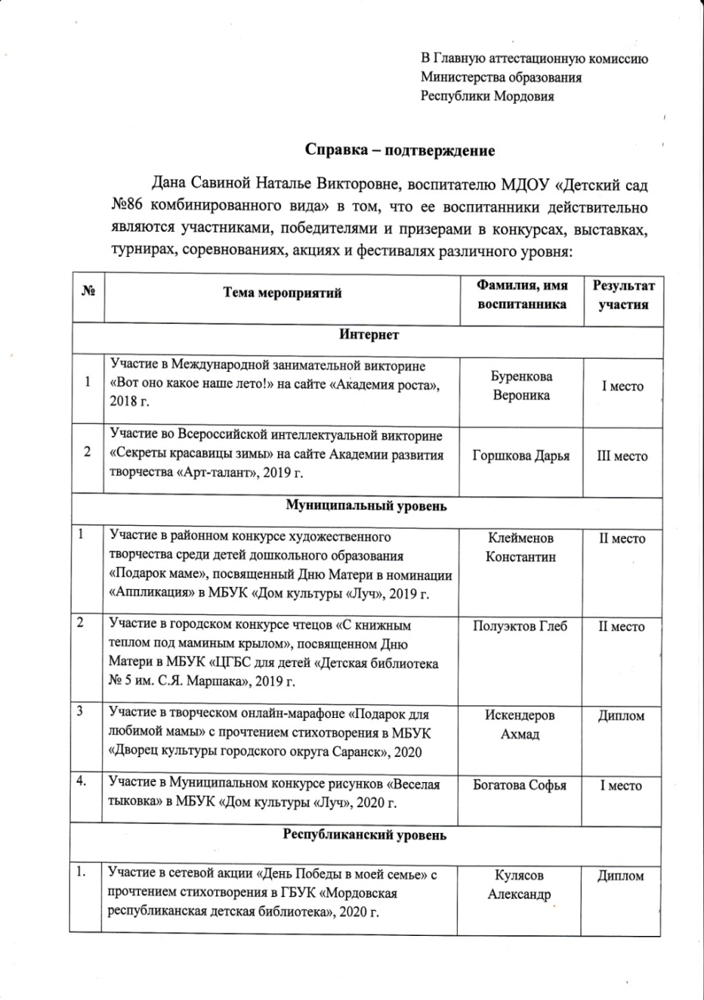 В Главную аттестационную комиссию
Министерства образования
Республики Мордовия
Справка – подтверждение
Дана Савиной Наталье Викторовне, воспитателю МДОУ «Детский сад
№86 комбинированного вида» в том, что ее воспитанники действительно
являются участниками, победителями и призерами в конкурсах, выставках,
турнирах, соревнованиях, акциях и фестивалях различного уровня:
№
Тема мероприятий
Фамилия, имя
воспитанника
Результат
участия
Интернет
1
Участие в Международной занимательной викторине
«Вот оно какое наше лето!» на сайте «Академия роста»,
2018 г.
Буренкова
Вероника
I место
2
Участие во Всероссийской интеллектуальной викторине
«Секреты красавицы зимы» на сайте Академии развития
творчества «Арт-талант», 2019 г.
Горшкова Дарья
III место
Муниципальный уровень
1
Участие в районном конкурсе художественного
творчества среди детей дошкольного образования
«Подарок маме», посвященный Дню Матери в номинации
«Аппликация» в МБУК «Дом культуры «Луч», 2019 г.
Клейменов
Константин
II место
2
Участие в городском конкурсе чтецов «С книжным
теплом под маминым крылом», посвященном Дню
Матери в МБУК «ЦГБС для детей «Детская библиотека
№ 5 им. С.Я. Маршака», 2019 г.
Полуэктов Глеб
II место
3
Участие в творческом онлайн-марафоне «Подарок для
любимой мамы» с прочтением стихотворения в МБУК
«Дворец культуры городского округа Саранск», 2020
Искендеров
Ахмад
Диплом
4.
Участие в Муниципальном конкурсе рисунков «Веселая
тыковка» в МБУК «Дом культуры «Луч», 2020 г.
Богатова Софья
I место
Республиканский уровень
1.
Участие в сетевой акции «День Победы в моей семье» с
прочтением стихотворения в ГБУК «Мордовская
республиканская детская библиотека», 2020 г.
Кулясов
Александр
Диплом